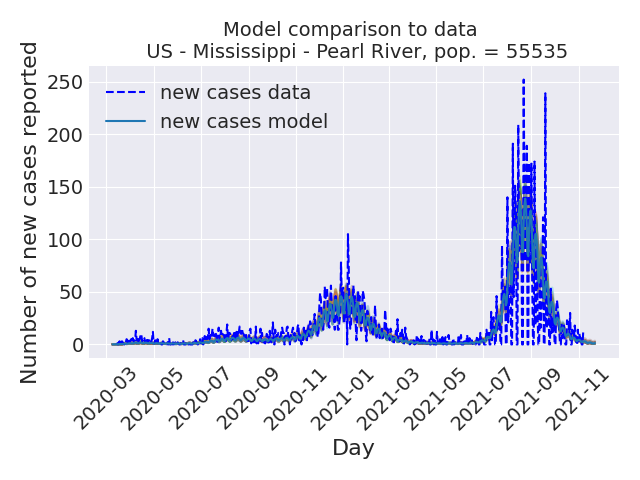 Model comparison to data
US - Mississippi - Pearl River, pop. = 55535
new cases data
new cases model
Number of new cases reported
250
200
150
100
50
0
2020-03
2020-05
2020-07
2020-09
2020-11
2021-01
2021-03
2021-05
2021-07
2021-09
2021-11
Day